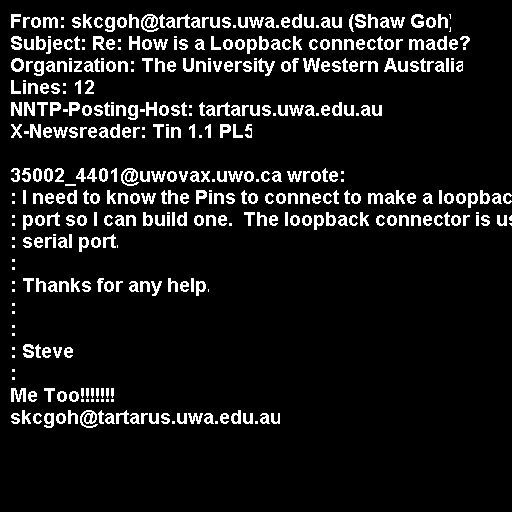 From: skcgoh@tartarus.uwa.edu.au (Shaw Goh)
Subject: Re: How is a Loopback connector made?
Organization: The University of Western Australia
Lines: 12
NNTP-Posting-Host: tartarus.uwa.edu.au
X-Newsreader: Tin 1.1 PL5

35002_4401@uwovax.uwo.ca wrote:
: I need to know the Pins to connect to make a loopbac
: port so I can build one.  The loopback connector is us
: serial port.
:
: Thanks for any help.
:
:
: Steve
:
Me Too!!!!!!!
skcgoh@tartarus.uwa.edu.au